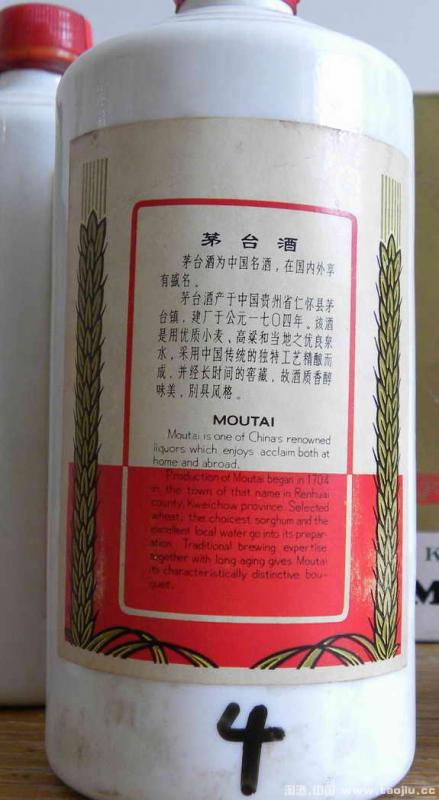 茅台酒
茅台酒为中国名酒，在国内外享
有盛名。
茅台酒产于中国贵州省仁怀县茅
台镇，建厂于公元一七〇四年。该酒
是用优质小麦、高粱和当地之优良泉
水，采用中国传统的独特工艺精酿而
成，并经长时间的窖藏，故酒质香醇
味美，别具风格。
MOUTAI
Moutai is one of China's renowned
liquors which enjoys acclaim both at
home and abroad.
Production of Moutai began in 1704
in the town of that name in Renhuai
county, Kweichow province. Selected
wheat, the choicest sorghum and the
excellent local water go into its prepar-
ation. Traditional brewing expertise
together with long aging gives Moutai
its characteristically distinctive bou-
quet.
K
M
4
淘酒.中国 www.taojiu.cc